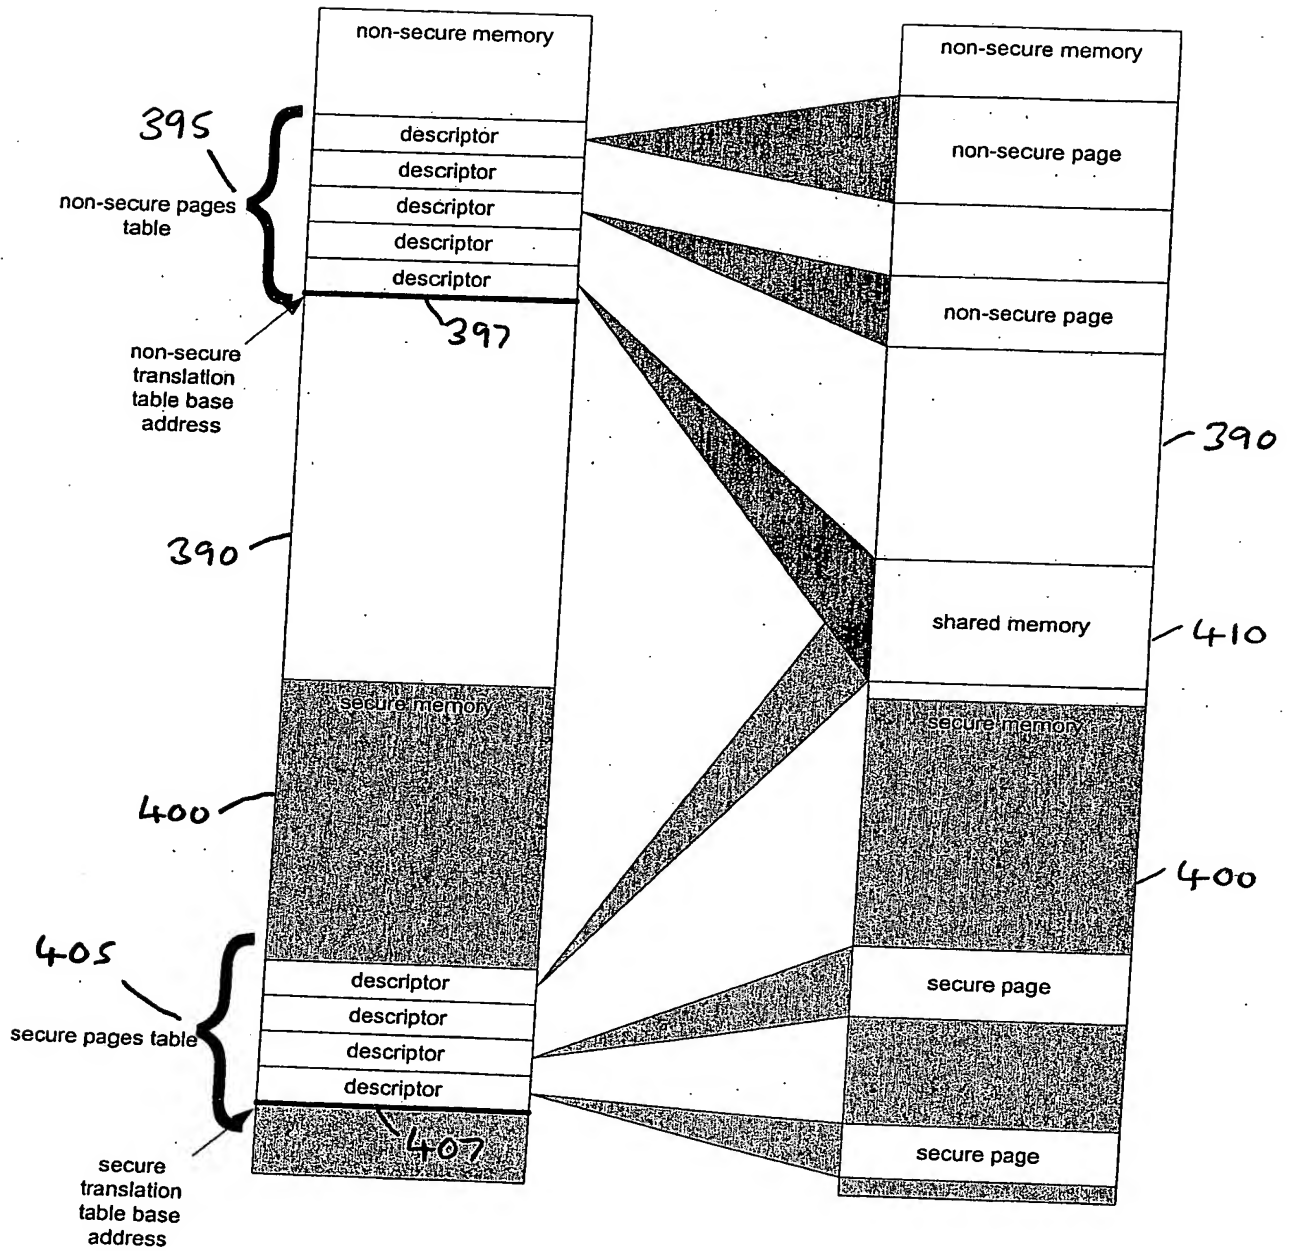 non-secure memory
non-secure memory
395
descriptor
non-secure page
descriptor
non-secure pages
table
descriptor
descriptor
descriptor
non-secure page
397
non-secure
translation
table base
address
390
390
shared memory
410
secure memory
secure memory
400
400
405
descriptor
secure page
descriptor
secure pages table
descriptor
descriptor
407
secure page
secure
translation
table base
address